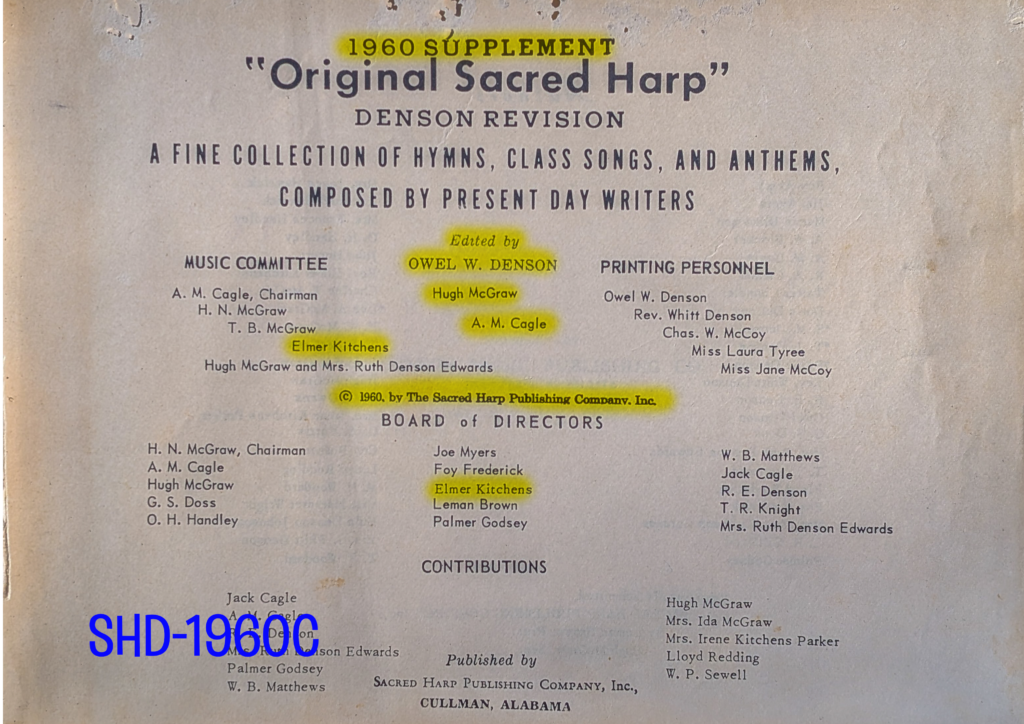 1960 SUPPLEMENT
"Original Sacred Harp"
DENSON REVISION
A FINE COLLECTION OF HYMNS, CLASS SONGS, AND ANTHEMS,
COMPOSED BY PRESENT DAY WRITERS
Edited by
OWEL W. DENSON
Hugh McGraw
A. M. Cagle
MUSIC COMMITTEE
A. M. Cagle, Chairman
H. N. McGraw
T. B. McGraw
Elmer Kitchens
Hugh McGraw and Mrs. Ruth Denson Edwards
PRINTING PERSONNEL
Owel W. Denson
Rev. Whitt Denson
Chas. W. McCoy
Miss Laura Tyree
Miss Jane McCoy
© 1960, by The Sacred Harp Publishing Company, Inc.
BOARD of DIRECTORS
H. N. McGraw, Chairman
A. M. Cagle
Hugh McGraw
G. S. Doss
O. H. Handley
Joe Myers
Foy Frederick
Elmer Kitchens
Leman Brown
Palmer Godsey
W. B. Matthews
Jack Cagle
R. E. Denson
T. R. Knight
Mrs. Ruth Denson Edwards
CONTRIBUTIONS
Jack Cagle
A. M. Cagle
R. E. Denson
Mrs. Ruth Denson Edwards
Palmer Godsey
W. B. Matthews
SHD-1960C
Hugh McGraw
Mrs. Ida McGraw
Mrs. Irene Kitchens Parker
Lloyd Redding
W. P. Sewell
Published by
SACRED HARP PUBLISHING COMPANY, Inc.,
CULLMAN, ALABAMA